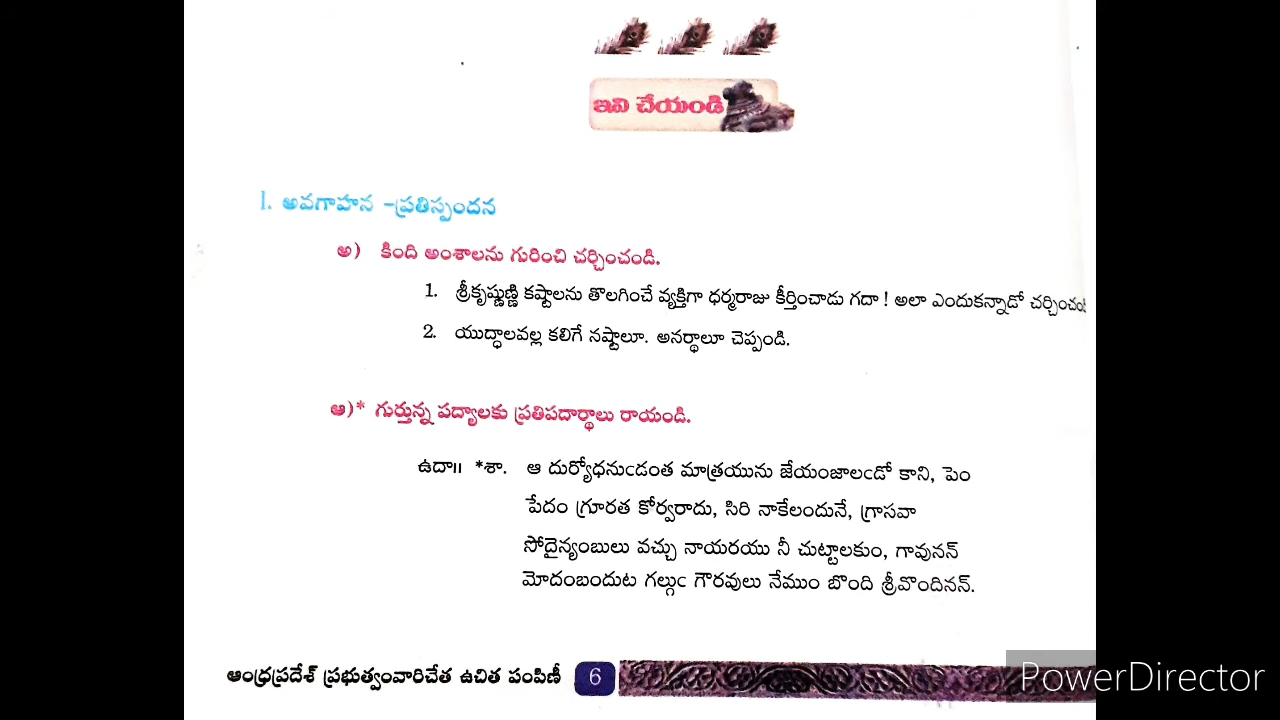 ఇవి చేయండి
I. అవగాహన -ప్రతిస్పందన
అ) కింది అంశాలను గురించి చర్చించండి.
1. శ్రీకృష్ణుణ్ణి కష్టాలను తొలగించే వ్యక్తిగా ధర్మరాజు కీర్తించాడు గదా ! అలా ఎందుకన్నాడో
2. యుద్ధాలవల్ల కలిగే నష్టాలూ. అనర్థాలూ చెప్పండి.
ఆ)* గుర్తున్న పద్యాలకు ప్రతిపదార్థాలు రాయండి.
ఉదా॥ *శా. ఆ దుర్యోధనుఁడంత మాత్రయును జేయంజాలఁడో కాని, పెం
పేదం గ్రూరత కోర్వరాదు, సిరి నాకేలందునే, గ్రాసవా
సోదైన్యంబులు వచ్చు నాయరయు నీ చుట్టాలకుం, గావునన్
మోదంబందుట గల్గుఁ గౌరవులు నేముం బొంది శ్రీవొందినన్.
ఆంధ్రప్రదేశ్ ప్రభుత్వంవారిచేత ఉచిత పంపిణీ 6
PowerDirector